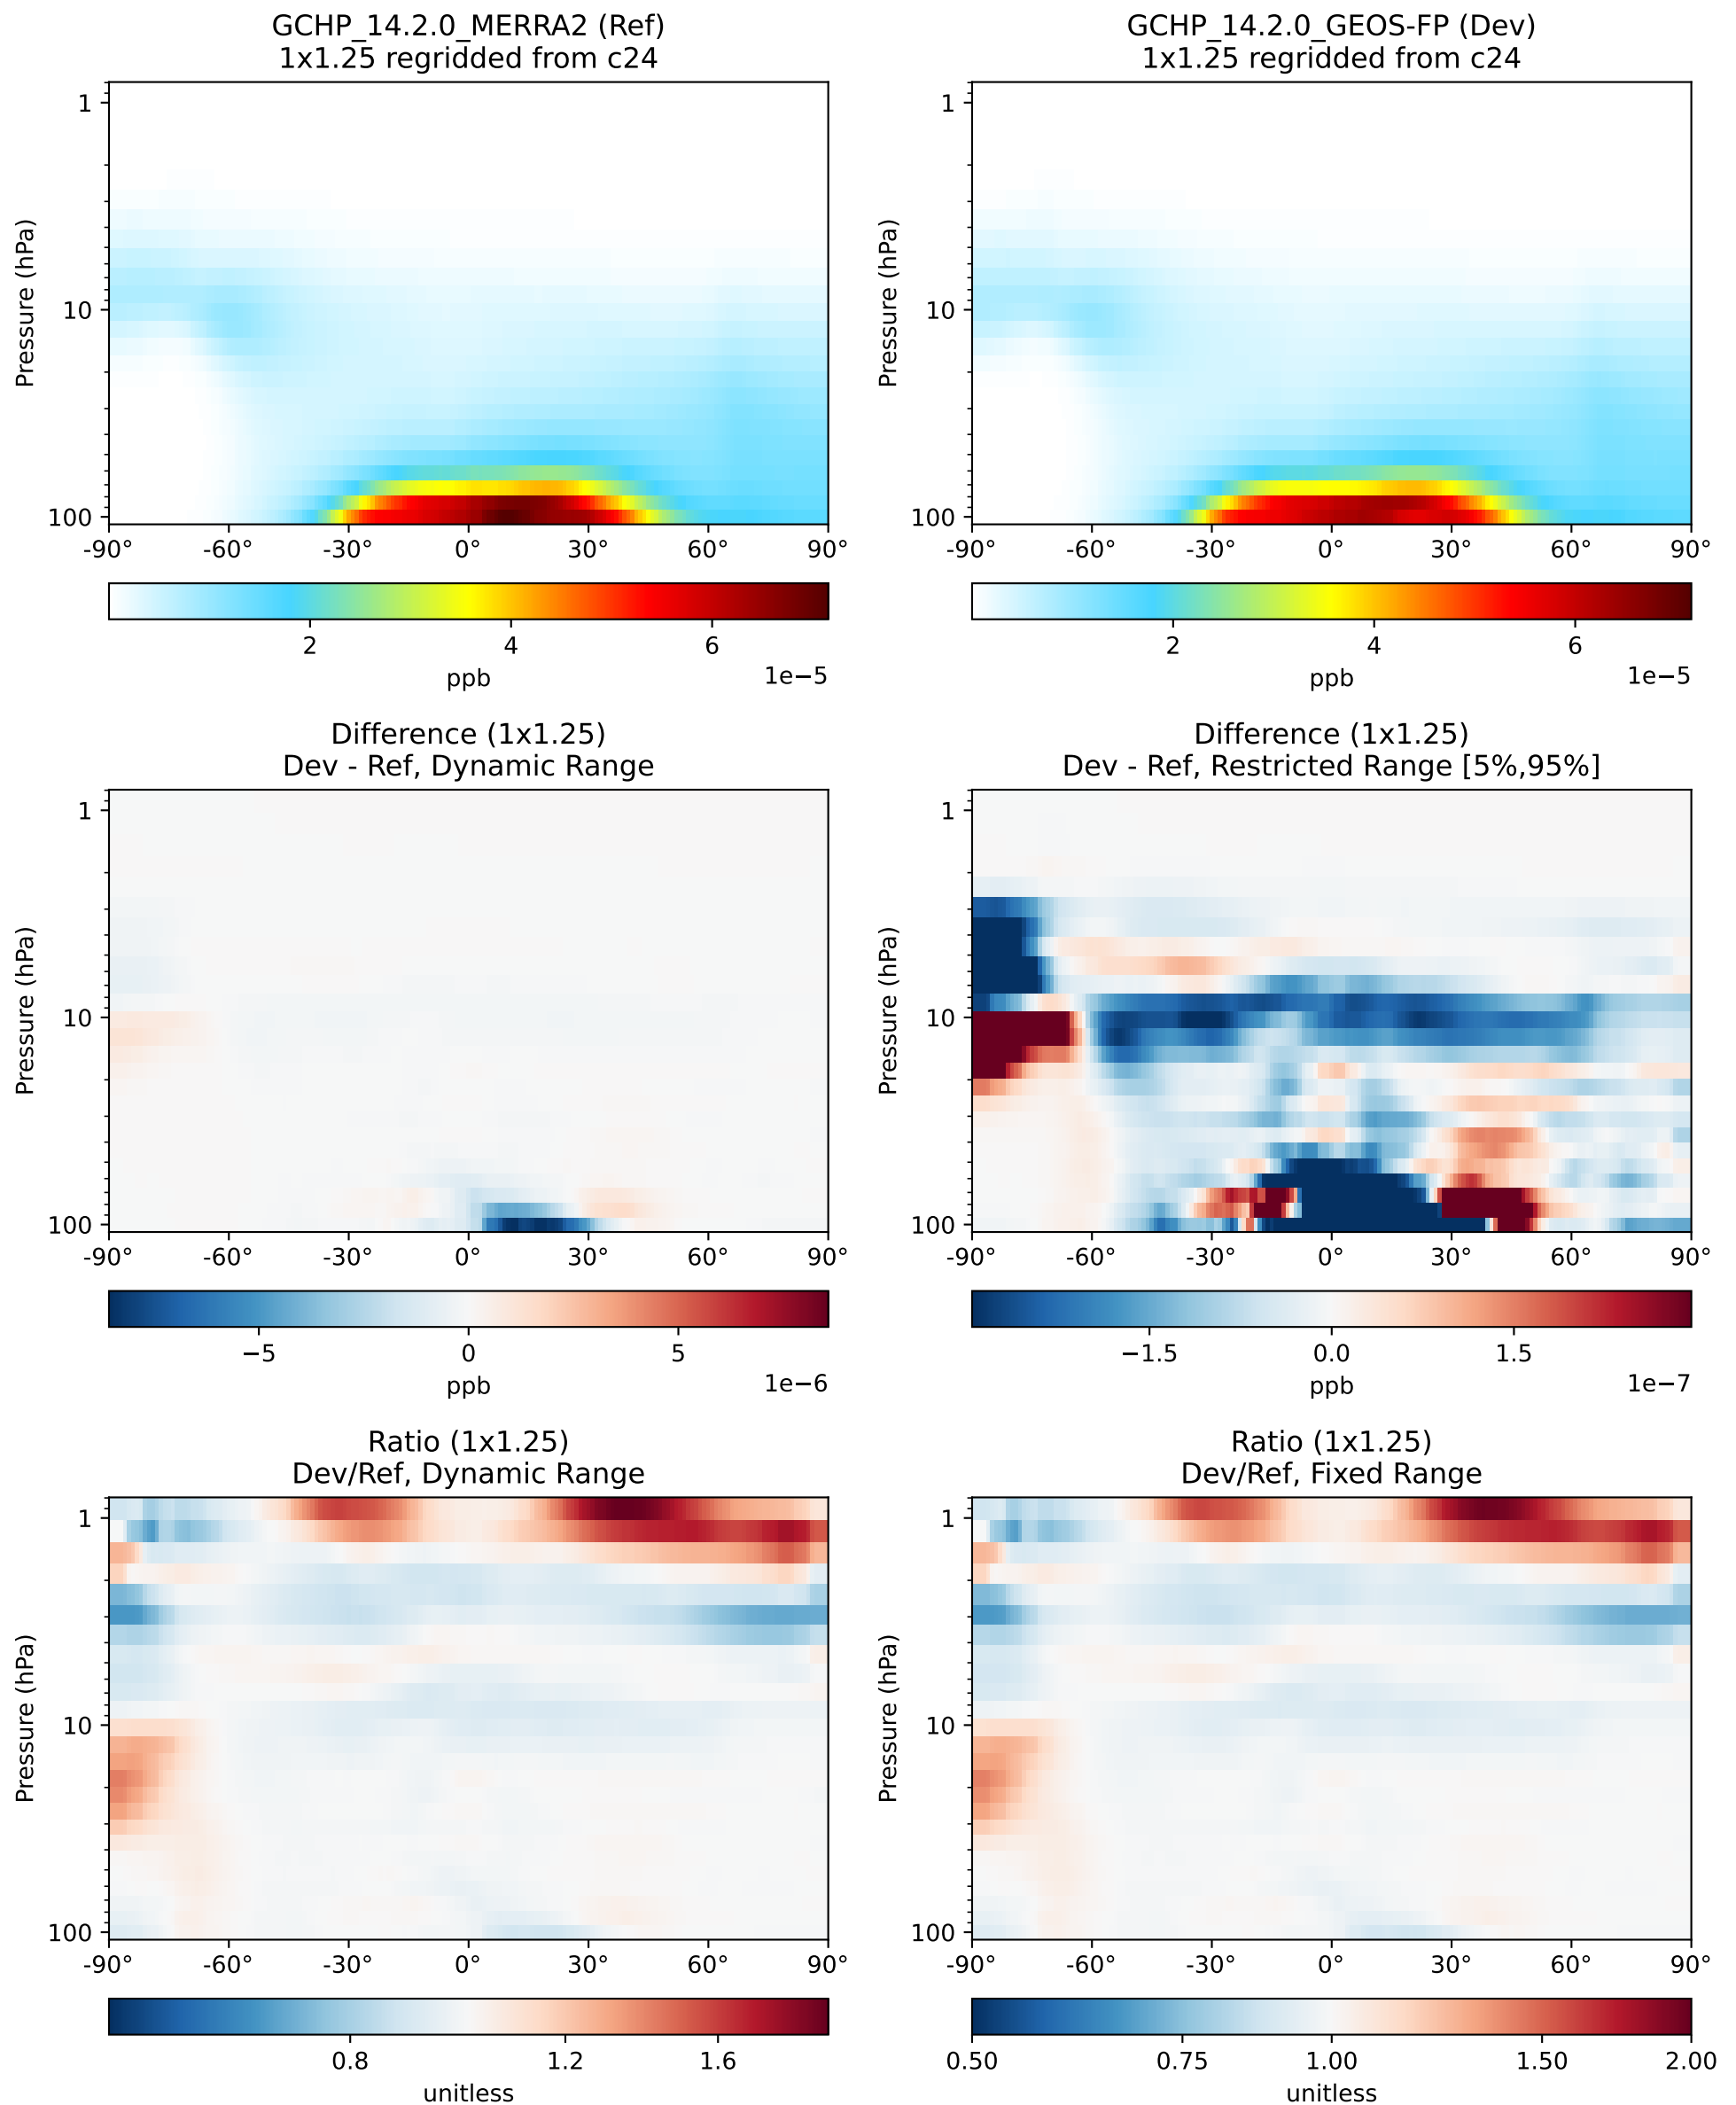 GCHP_14.2.0_MERRA2 (Ref)
1x1.25 regridded from c24
Pressure (hPa)
1
10
100
-90° -60° -30° 0° 30° 60° 90°
2 4 6
ppb
1e−5
GCHP_14.2.0_GEOS-FP (Dev)
1x1.25 regridded from c24
Pressure (hPa)
1
10
100
-90° -60° -30° 0° 30° 60° 90°
2 4 6
ppb
1e−5
Difference (1x1.25)
Dev - Ref, Dynamic Range
Pressure (hPa)
1
10
100
-90° -60° -30° 0° 30° 60° 90°
−5 0 5
ppb
1e−6
Difference (1x1.25)
Dev - Ref, Restricted Range [5%,95%]
Pressure (hPa)
1
10
100
-90° -60° -30° 0° 30° 60° 90°
−1.5 0.0 1.5
ppb
1e−7
Ratio (1x1.25)
Dev/Ref, Dynamic Range
Pressure (hPa)
1
10
100
-90° -60° -30° 0° 30° 60° 90°
0.8 1.2 1.6
unitless
Ratio (1x1.25)
Dev/Ref, Fixed Range
Pressure (hPa)
1
10
100
-90° -60° -30° 0° 30° 60° 90°
0.50 0.75 1.00 1.50 2.00
unitless